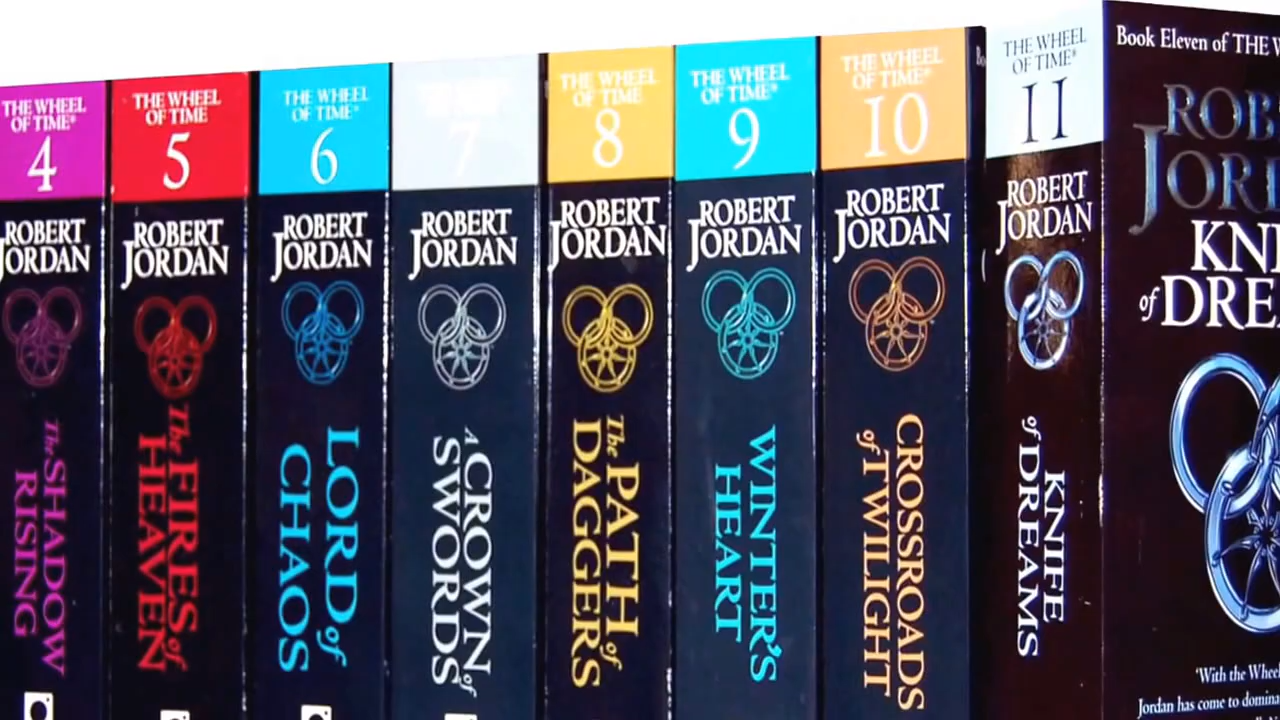 THE WHEEL
OF TIME®
4
ROBERT
JORDAN
The SHADOW
RISING
THE WHEEL
OF TIME
5
ROBERT
JORDAN
The FIRES of
HEAVEN
THE WHEEL
OF TIME®
6
ROBERT
JORDAN
LORD of
CHAOS
7
ROBERT
JORDAN
A CROWN of
SWORDS
THE WHEEL
OF TIME
8
ROBERT
JORDAN
The PATH of
DAGGERS
THE WHEEL
OF TIME®
9
ROBERT
JORDAN
WINTER'S
HEART
THE WHEEL
OF TIME®
10
ROBERT
JORDAN
CROSSROADS
of TWILIGHT
THE WHEEL
OF TIME®
11
ROBERT
JORDAN
KNIFE
of DREAMS
Book Eleven of THE W
ROB
JOR
KNI
of DREA
'With the Wheel
Jordan has come to domina